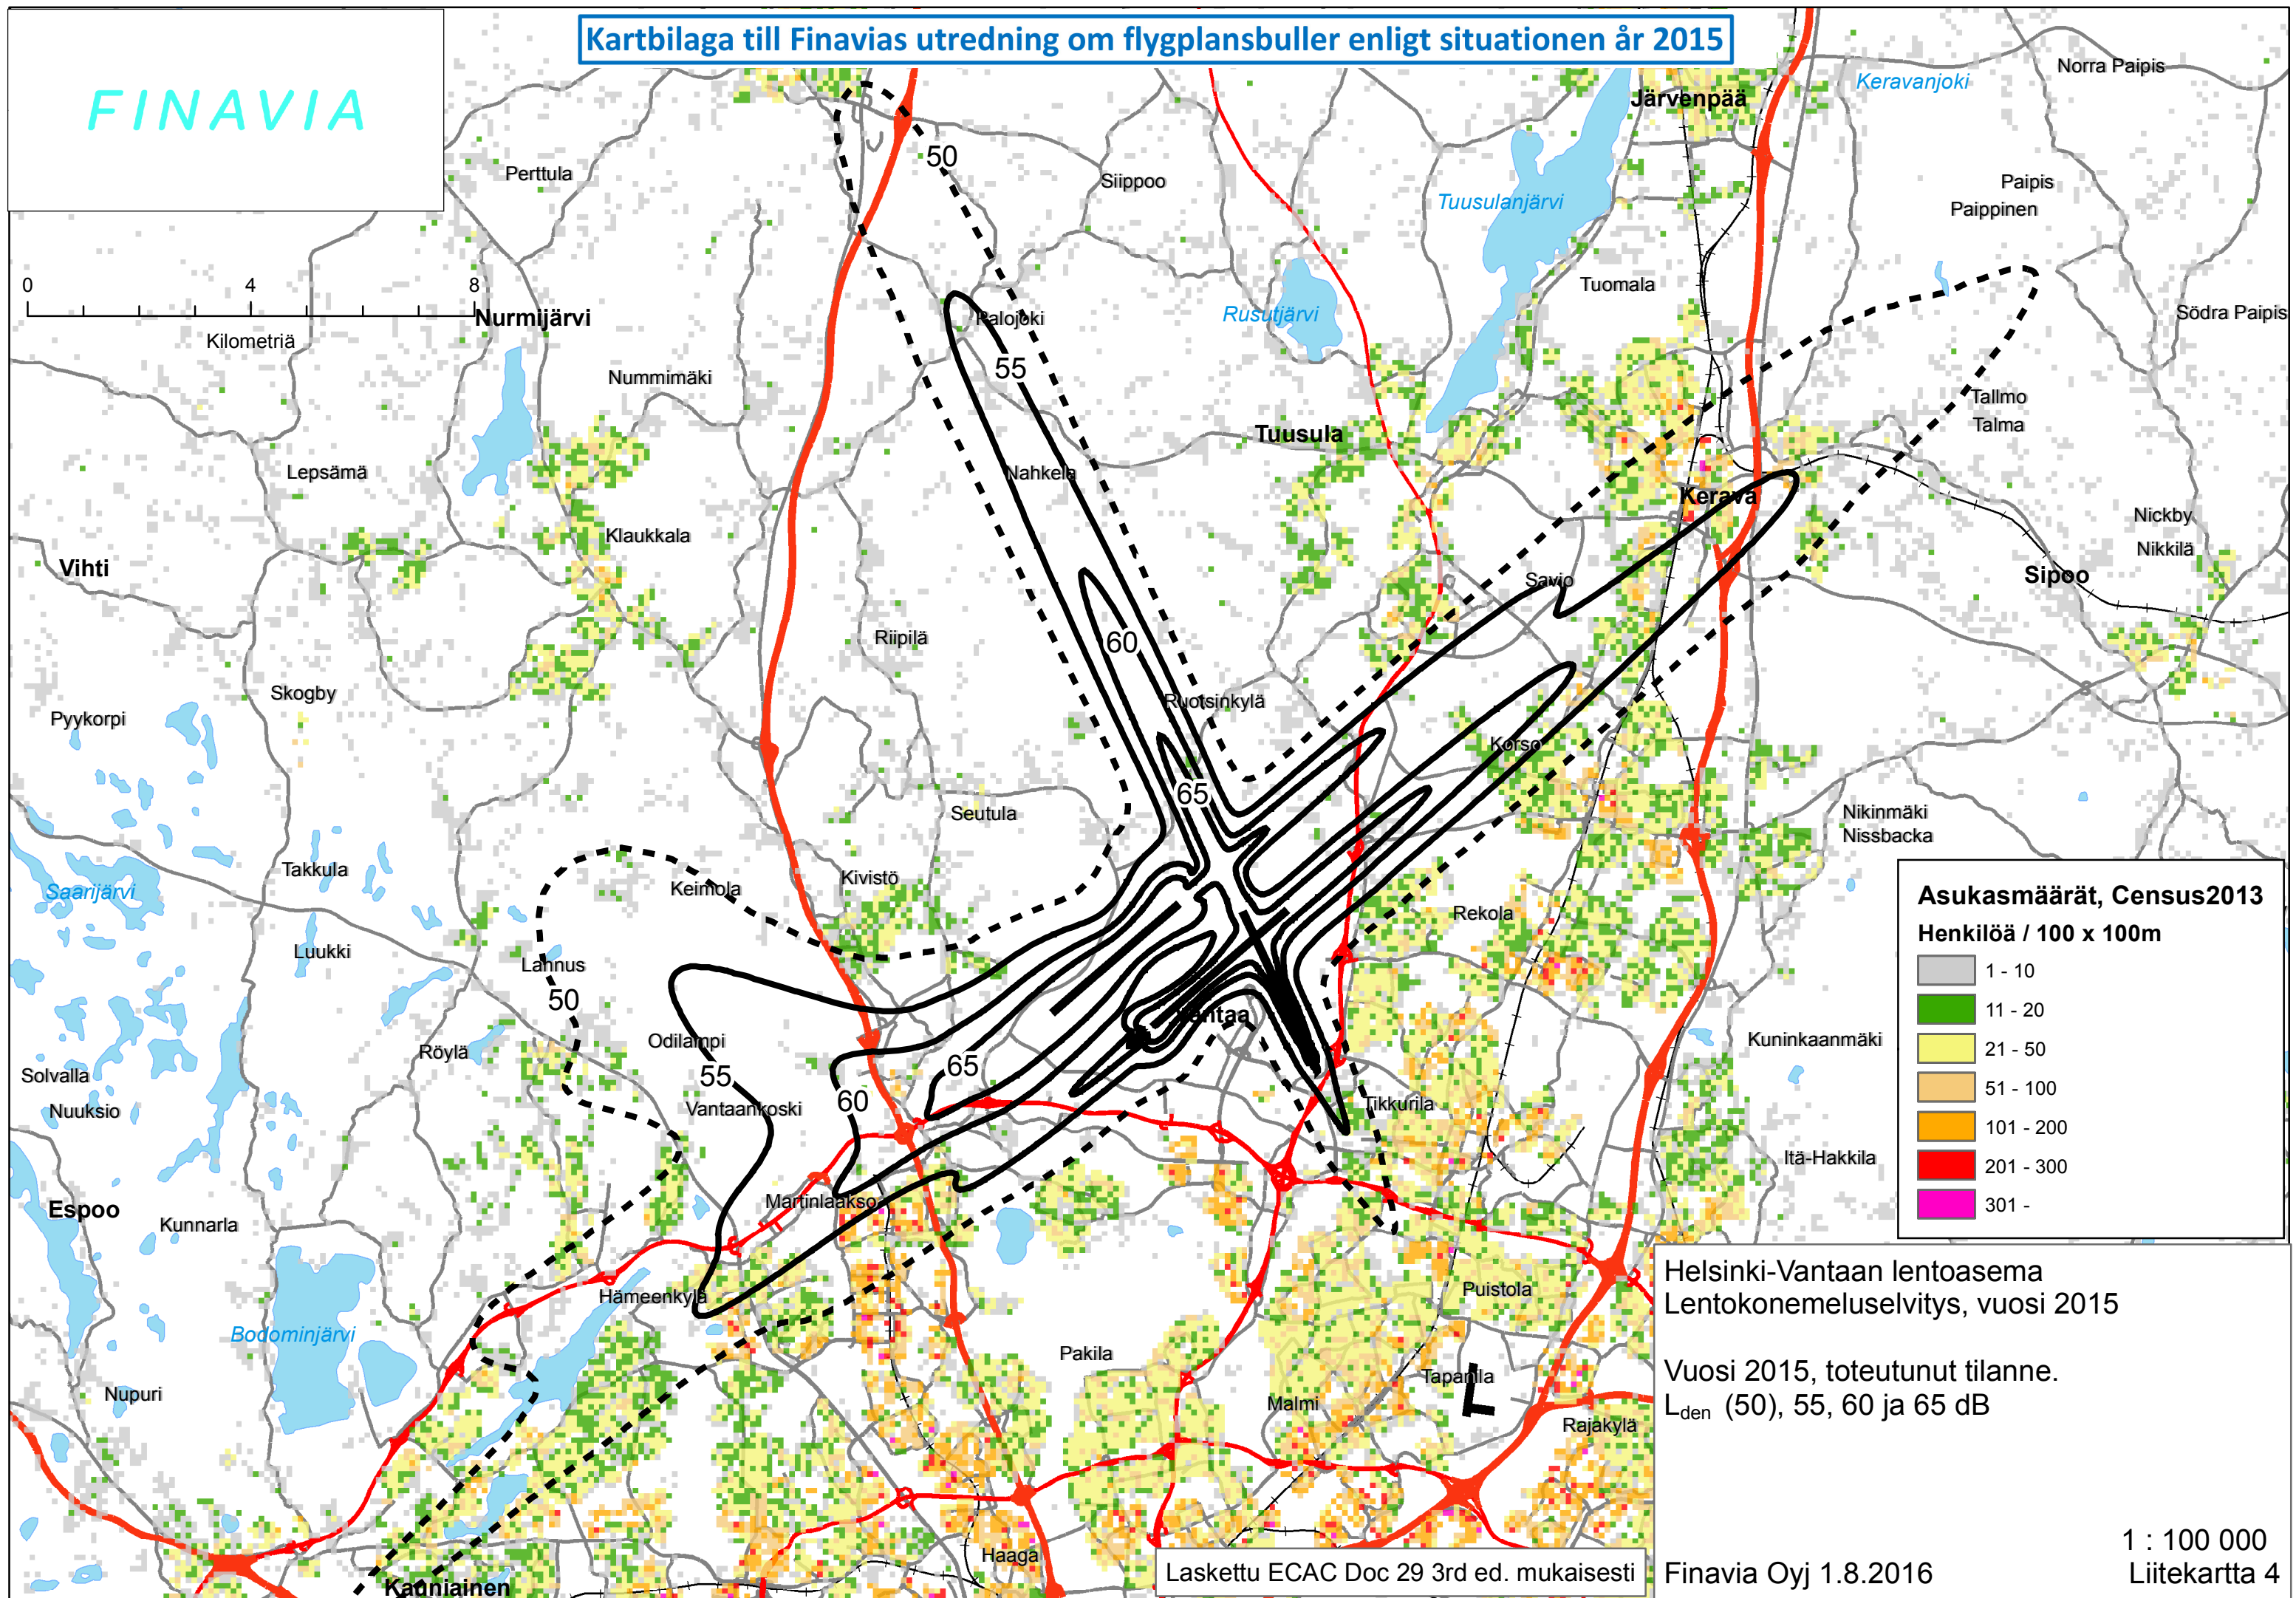 Kartbilaga till Finavias utredning om flygplansbuller enligt situationen år 2015
FINAVIA
Järvenpää
Keravanjoki
Norra Paipis
50
Perttula
Siippoo
Tuusulanjärvi
Paipis
Paippinen
0 4 8
Kilometriä
Nurmijärvi
Palojoki
Rusutjärvi
Tuomala
Södra Paipis
55
Nummimäki
Tallmo
Talma
Tuusula
Lepsämä
Nahkela
Kerava
Klaukkala
Nickby
Nikkilä
Vihti
Savio
Sipoo
Riipilä
60
Skogby
Pyykorpi
Ruotsinkylä
Korso
65
Seutula
Nikinmäki
Nissbacka
Takkula
Saarijärvi
Keimola
Kivistö
Rekola
Luukki
Lahnus
50
Vantaa
Odilampi
Röylä
Kuninkaanmäki
Solvalla
Nuuksio
55
65
60
Vantaankoski
Tikkurila
Itä-Hakkila
Espoo
Kunnarla
Martinlaakso
Hämeenkylä
Puistola
Bodominjärvi
Pakila
Tapanila
Nupuri
Malmi
Rajakylä
Haaga
Kauniainen
Asukasmäärät, Census2013
Henkilöä / 100 x 100m
1 - 10
11 - 20
21 - 50
51 - 100
101 - 200
201 - 300
301 -
Helsinki-Vantaan lentoasema
Lentokonemeluselvitys, vuosi 2015
Vuosi 2015, toteutunut tilanne.
Lden (50), 55, 60 ja 65 dB
1 : 100 000
Laskettu ECAC Doc 29 3rd ed. mukaisesti
Finavia Oyj 1.8.2016
Liitekartta 4